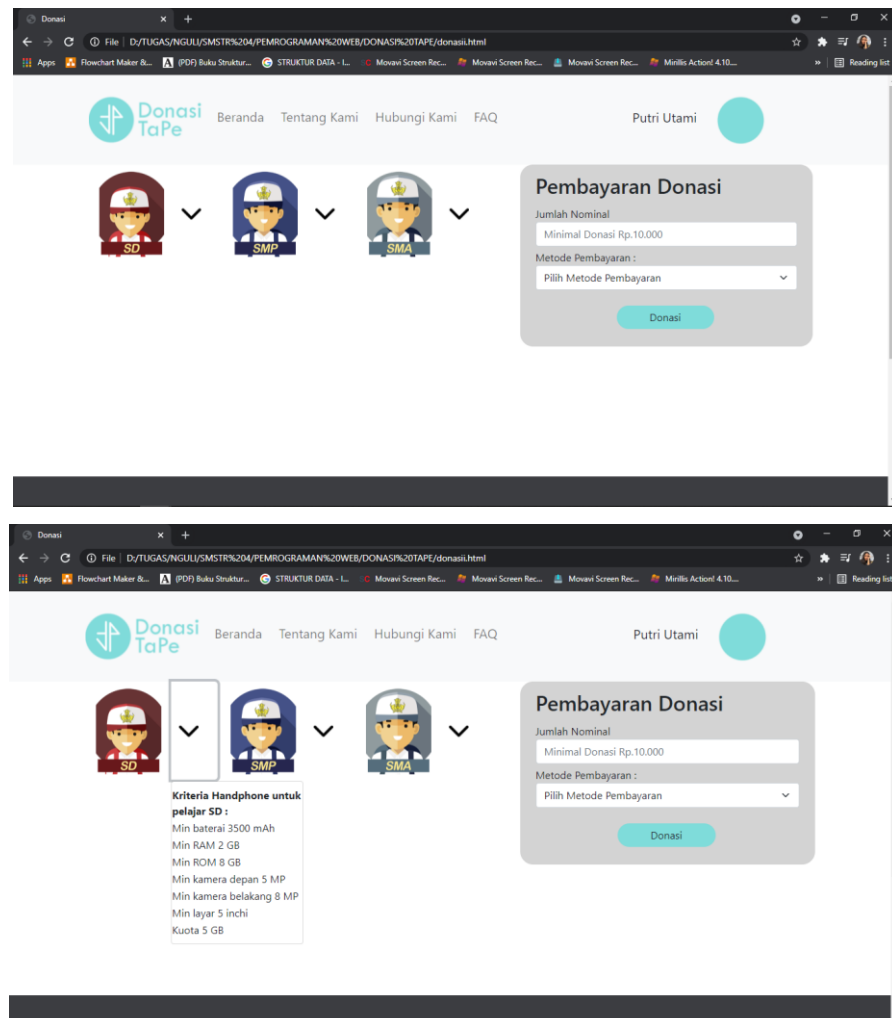 Donasi
File | D:/TUGAS/NGULI/SMSTR%204/PEMROGRAMAN%20WEB/DONASI%20TAPE/donasii.html
Apps Flowchart Maker &... (PDF) Buku Struktur... STRUKTUR DATA - I... Movavi Screen Rec... Movavi Screen Rec... Movavi Screen Rec... Mirillis Action! 4.10.... » Reading list
Donasi
TaPe
Beranda Tentang Kami Hubungi Kami FAQ Putri Utami
SD SMP SMA
Pembayaran Donasi
Jumlah Nominal
Minimal Donasi Rp.10.000
Metode Pembayaran :
Pilih Metode Pembayaran
Donasi
Donasi
File | D:/TUGAS/NGULI/SMSTR%204/PEMROGRAMAN%20WEB/DONASI%20TAPE/donasii.html
Apps Flowchart Maker &... (PDF) Buku Struktur... STRUKTUR DATA - I... Movavi Screen Rec... Movavi Screen Rec... Movavi Screen Rec... Mirillis Action! 4.10.... » Reading list
Donasi
TaPe
Beranda Tentang Kami Hubungi Kami FAQ Putri Utami
SD SMP SMA
Kriteria Handphone untuk
pelajar SD :
Min baterai 3500 mAh
Min RAM 2 GB
Min ROM 8 GB
Min kamera depan 5 MP
Min kamera belakang 8 MP
Min layar 5 inchi
Kuota 5 GB
Pembayaran Donasi
Jumlah Nominal
Minimal Donasi Rp.10.000
Metode Pembayaran :
Pilih Metode Pembayaran
Donasi